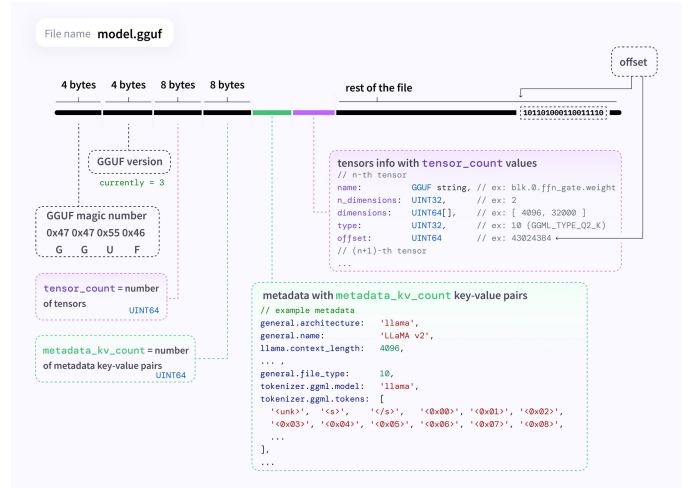 File name model.gguf
offset
4 bytes 4 bytes 8 bytes 8 bytes rest of the file
101101000110011110
GGUF version
currently = 3
GGUF magic number
0x47 0x47 0x55 0x46
G G U F
tensor_count = number
of tensors
UINT64
metadata_kv_count = number
of metadata key-value pairs
UINT64
tensors info with tensor_count values
// n-th tensor
name: GGUF string, // ex: blk.0.ffn_gate.weight
n_dimensions: UINT32, // ex: 2
dimensions: UINT64[], // ex: [ 4096, 32000 ]
type: UINT32, // ex: 10 (GGML_TYPE_Q2_K)
offset: UINT64 // ex: 43024384
// (n+1)-th tensor
...
metadata with metadata_kv_count key-value pairs
// example metadata
general.architecture: 'llama',
general.name: 'LLaMA v2',
llama.context_length: 4096,
... ,
general.file_type: 10,
tokenizer.ggml.model: 'llama',
tokenizer.ggml.tokens: [
'<unk>', '<s>', '</s>', '<0x00>', '<0x01>', '<0x02>',
'<0x03>', '<0x04>', '<0x05>', '<0x06>', '<0x07>', '<0x08>',
...
],
...